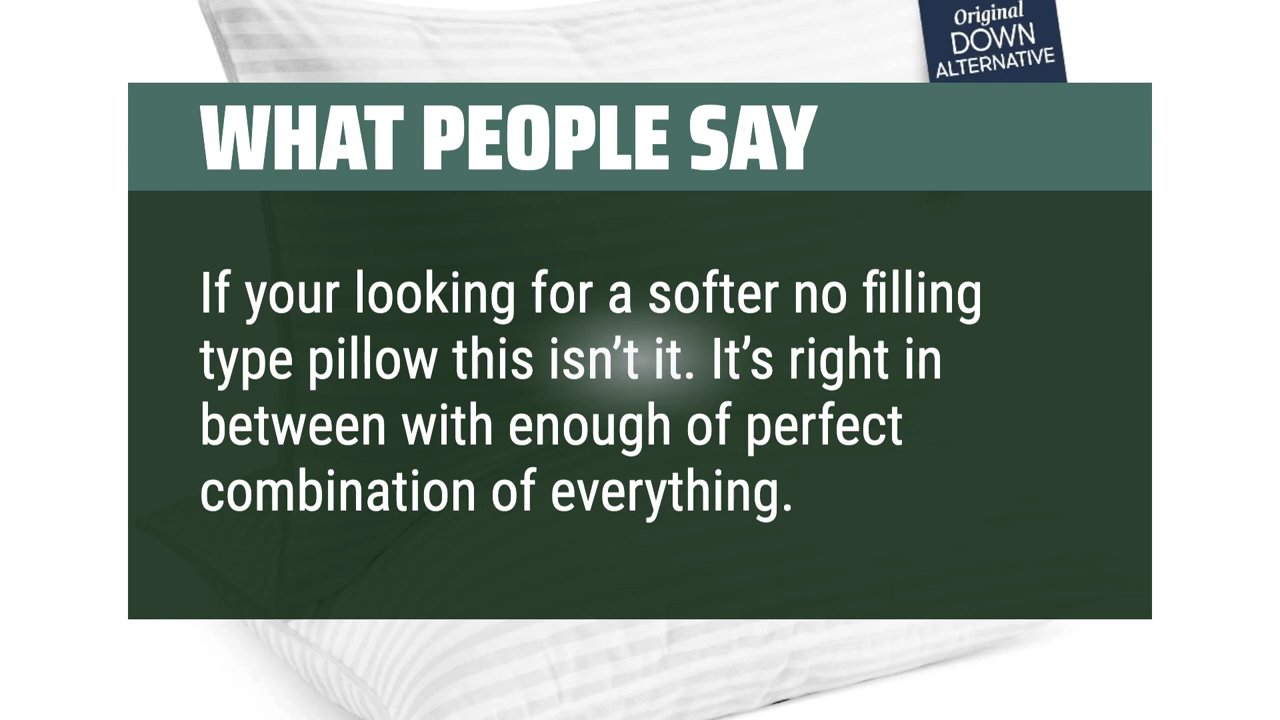 Original
DOWN
ALTERNATIVE
WHAT PEOPLE SAY
If your looking for a softer no filling
type pillow this isn’t it. It’s right in
between with enough of perfect
combination of everything.